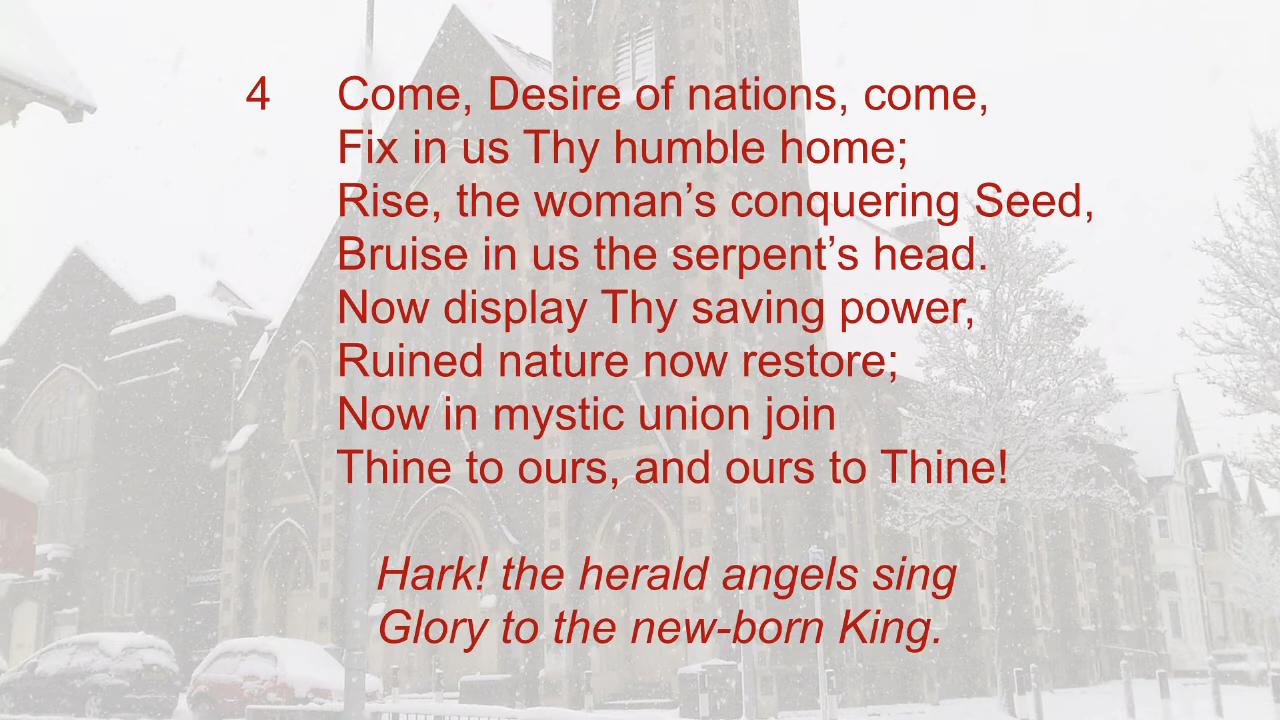 4 Come, Desire of nations, come,
Fix in us Thy humble home;
Rise, the woman’s conquering Seed,
Bruise in us the serpent’s head.
Now display Thy saving power,
Ruined nature now restore;
Now in mystic union join
Thine to ours, and ours to Thine!
Hark! the herald angels sing
Glory to the new-born King.